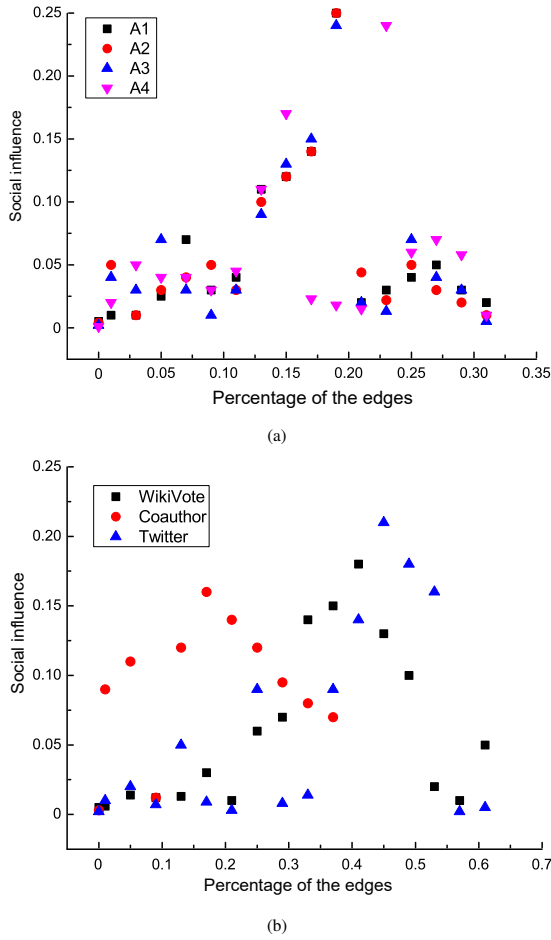 0.25
0.20
0.15
0.10
0.05
0
Social influence
A1
A2
A3
A4
0 0.05 0.10 0.15 0.20 0.25 0.30 0.35
Percentage of the edges
(a)
0.25
0.20
0.15
0.10
0.05
0
Social influence
WikiVote
Coauthor
Twitter
0 0.1 0.2 0.3 0.4 0.5 0.6 0.7
Percentage of the edges
(b)